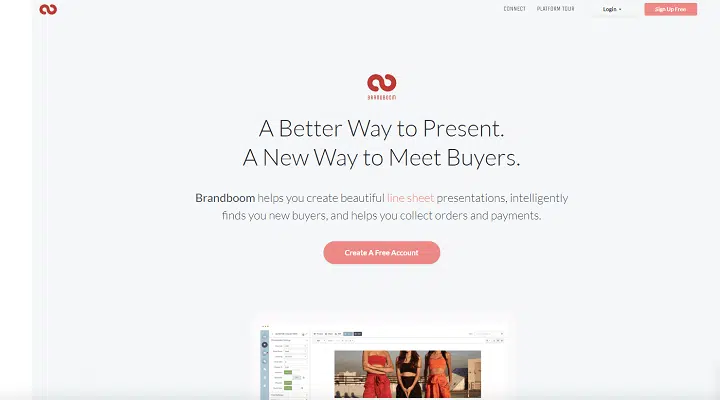 CONNECT
PLATFORM TOUR
Login
Sign Up Free
BRANDBOOM
A Better Way to Present.
A New Way to Meet Buyers.
Brandboom helps you create beautiful line sheet presentations, intelligently
finds you new buyers, and helps you collect orders and payments.
Create A Free Account